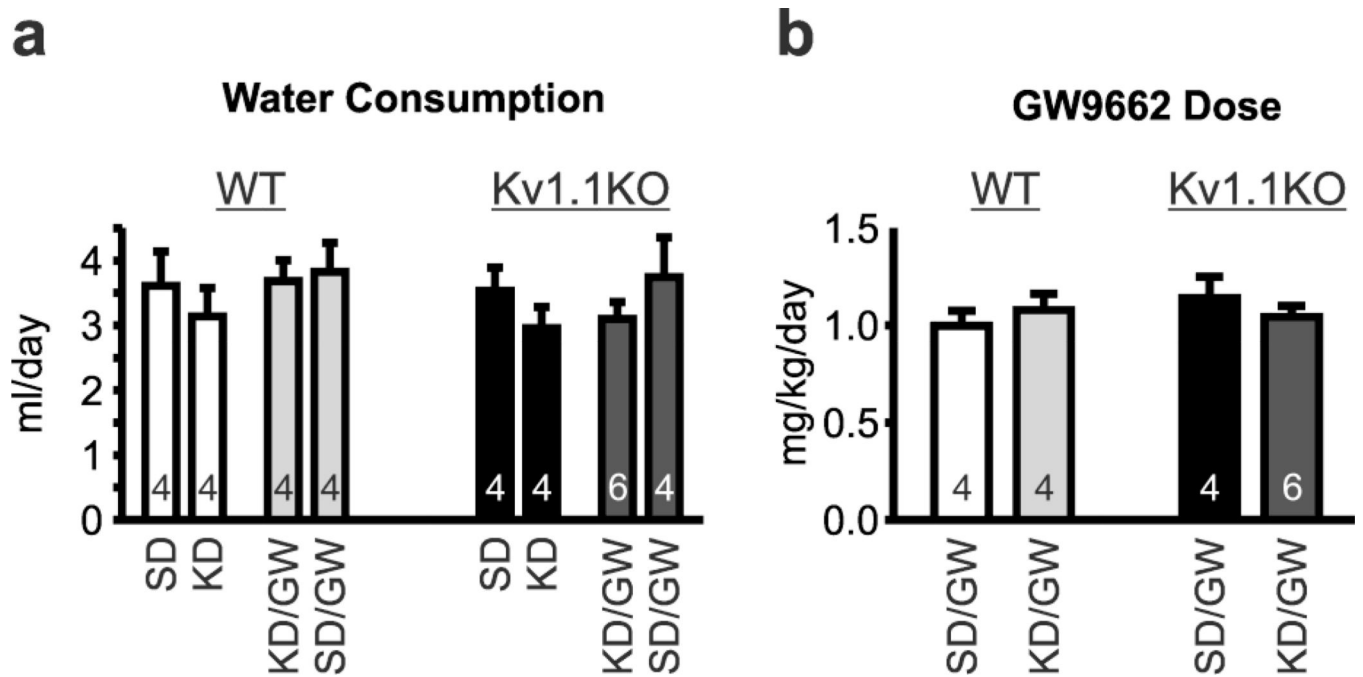 a
Water Consumption
WT
Kv1.1KO
ml/day
4
3
2
1
0
4
4
4
4
4
4
6
4
SD
KD
KD/GW
SD/GW
SD
KD
KD/GW
SD/GW
b
GW9662 Dose
WT
Kv1.1KO
mg/kg/day
1.5
1.0
0.5
0.0
4
4
4
6
SD/GW
KD/GW
SD/GW
KD/GW